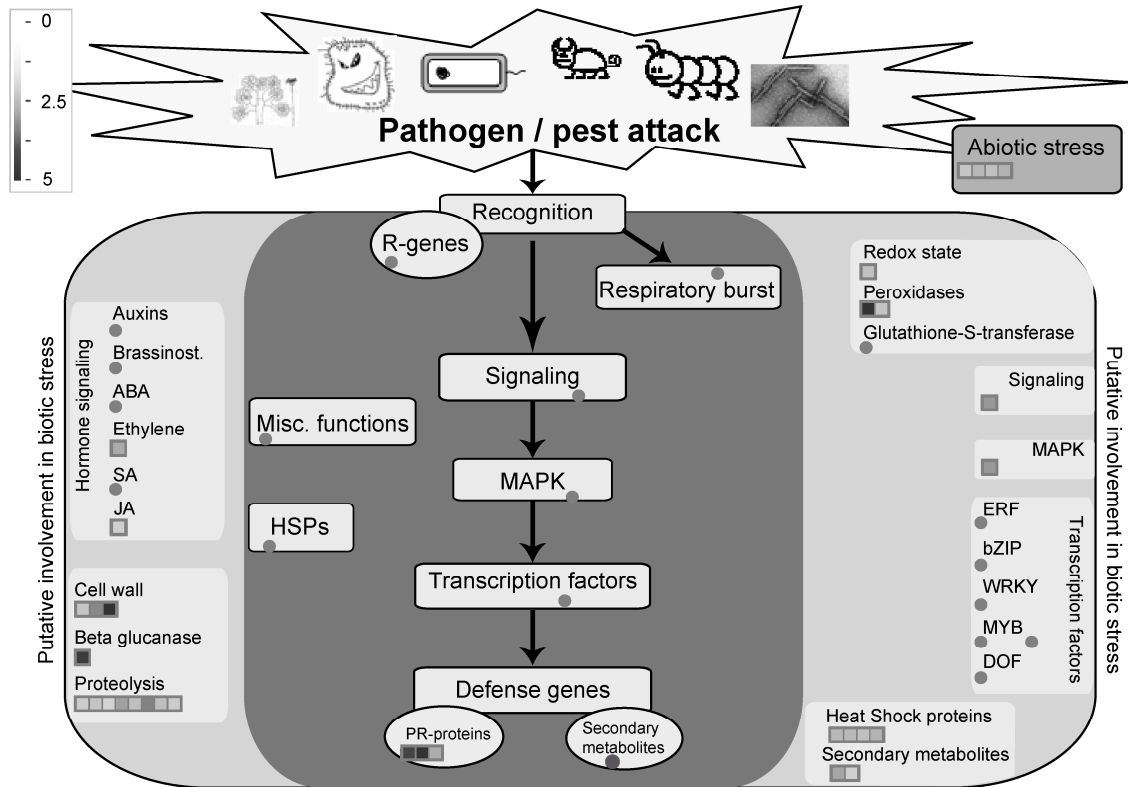 - 0
-
- 2.5
-
- 5
Pathogen / pest attack
Abiotic stress
Recognition
R-genes
Respiratory burst
Signaling
Misc. functions
MAPK
HSPs
Transcription factors
Defense genes
PR-proteins
Secondary
metabolites
Putative involvement in biotic stress
Hormone signaling
Auxins
Brassinost.
ABA
Ethylene
SA
JA
Cell wall
Beta glucanase
Proteolysis
Redox state
Peroxidases
Glutathione-S-transferase
Signaling
MAPK
ERF
bZIP
WRKY
MYB
DOF
Transcription factors
Putative involvement in biotic stress
Heat Shock proteins
Secondary metabolites